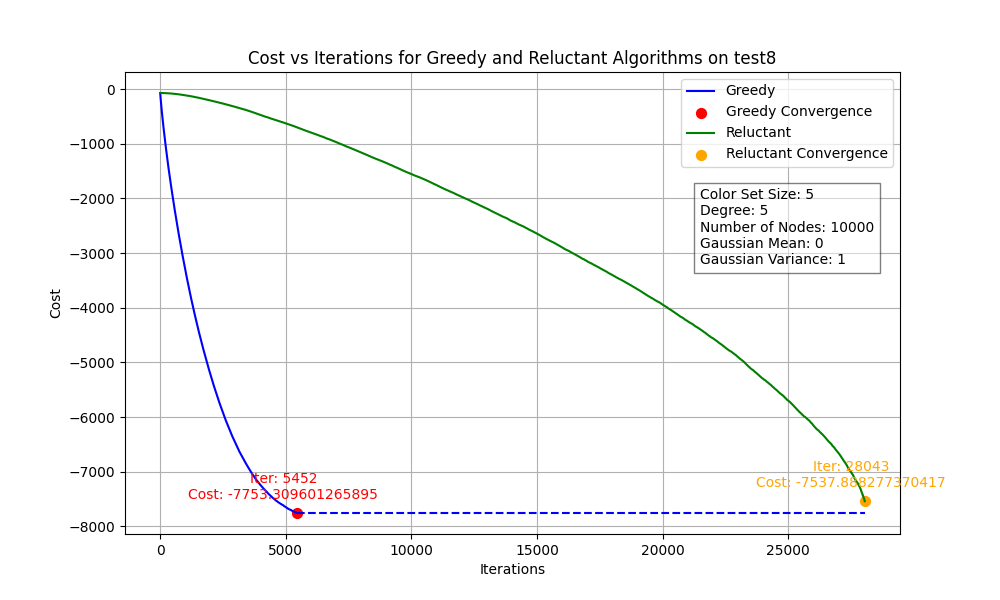 Cost vs Iterations for Greedy and Reluctant Algorithms on test8
Greedy
Greedy Convergence
Reluctant
Reluctant Convergence
Color Set Size: 5
Degree: 5
Number of Nodes: 10000
Gaussian Mean: 0
Gaussian Variance: 1
Cost
0
−1000
−2000
−3000
−4000
−5000
−6000
−7000
−8000
Iter: 5452
Cost: -7753.309601265895
Iter: 28043
Cost: -7537.888277370417
0
5000
10000
15000
20000
25000
Iterations